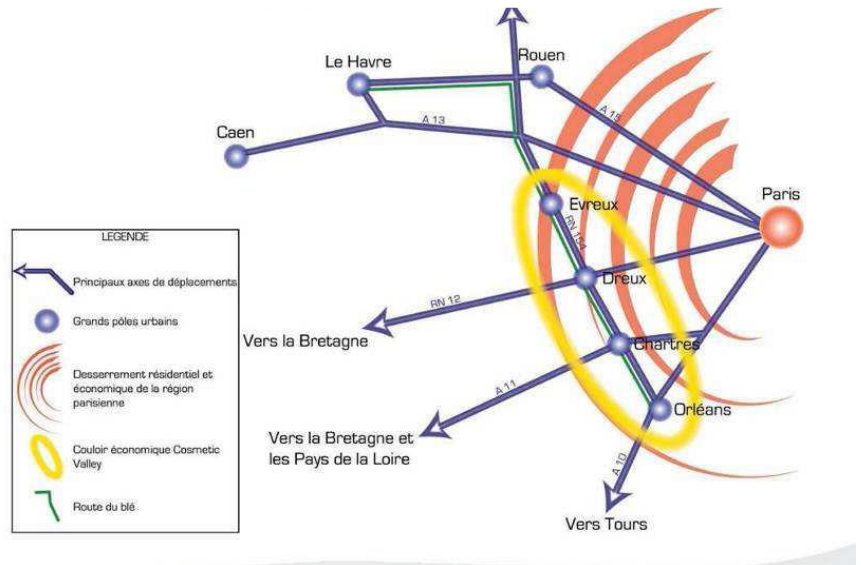 Le Havre
Rouen
Caen
A 13
A 15
Paris
Evreux
RN 154
Dreux
RN 12
Vers la Bretagne
Chartres
A 11
Orléans
Vers la Bretagne et
les Pays de la Loire
A 10
Vers Tours
LEGENDE
Principaux axes de déplacements
Grands pôles urbains
Desserrement résidentiel et
économique de la région
parisienne
Couloir économique Cosmetic
Valley
Route du blé